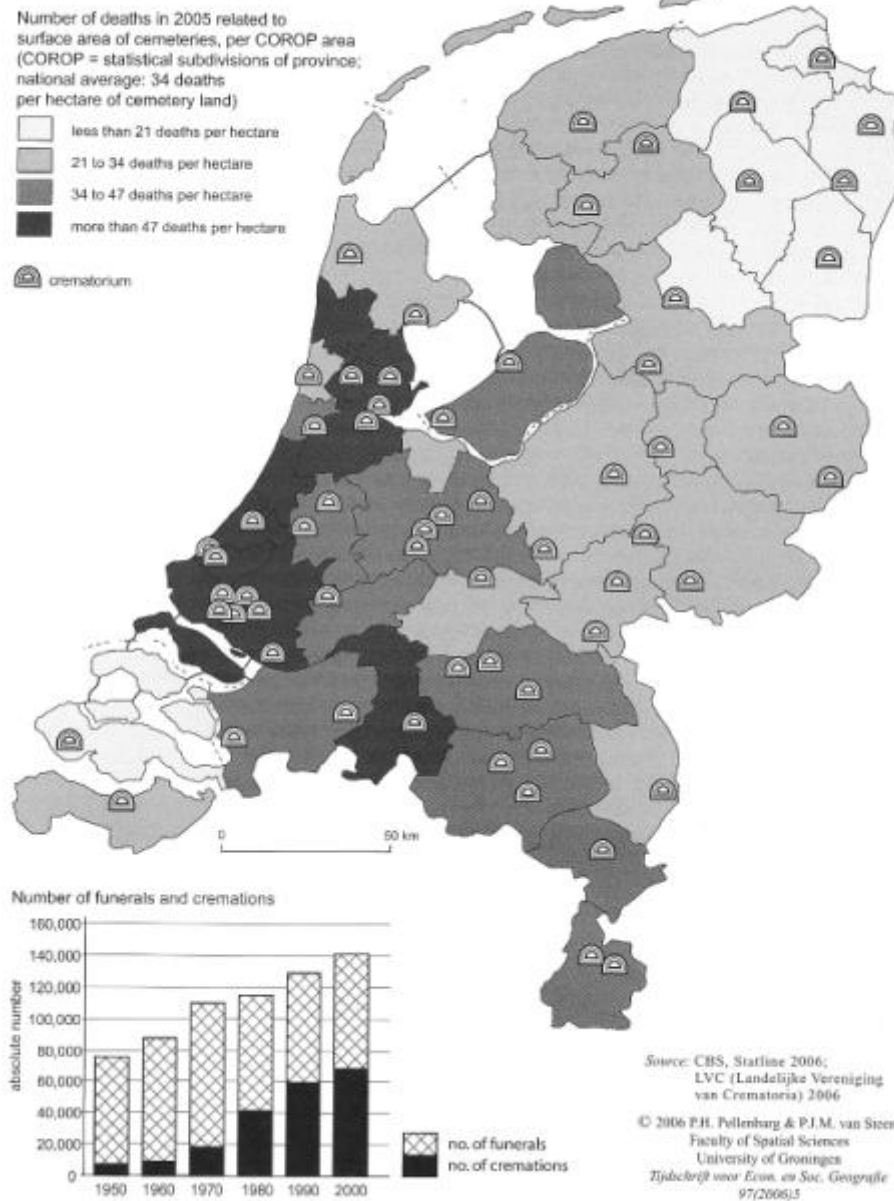 Number of deaths in 2005 related to
surface area of cemeteries, per COROP area
(COROP = statistical subdivisions of province;
national average: 34 deaths
per hectare of cemetery land)
less than 21 deaths per hectare
21 to 34 deaths per hectare
34 to 47 deaths per hectare
more than 47 deaths per hectare
crematorium
0 50 km
Number of funerals and cremations
absolute number
160,000
140,000
120,000
100,000
80,000
60,000
40,000
20,000
0
1950 1960 1970 1980 1990 2000
no. of funerals
no. of cremations
Source: CBS, Statline 2006;
LVC (Landelijke Vereniging
van Crematoria) 2006
© 2006 P.H. Pellenbarg & P.J.M. van Steen
Faculty of Spatial Sciences
University of Groningen
Tijdschrift voor Econ. en Soc. Geografie
97(2006)5